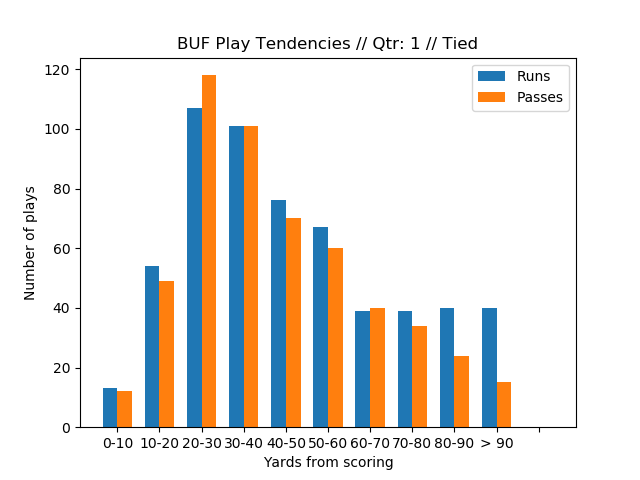 BUF Play Tendencies // Qtr: 1 // Tied
Runs
Passes
Number of plays
120
100
80
60
40
20
0
0-10 10-20 20-30 30-40 40-50 50-60 60-70 70-80 80-90 > 90
Yards from scoring